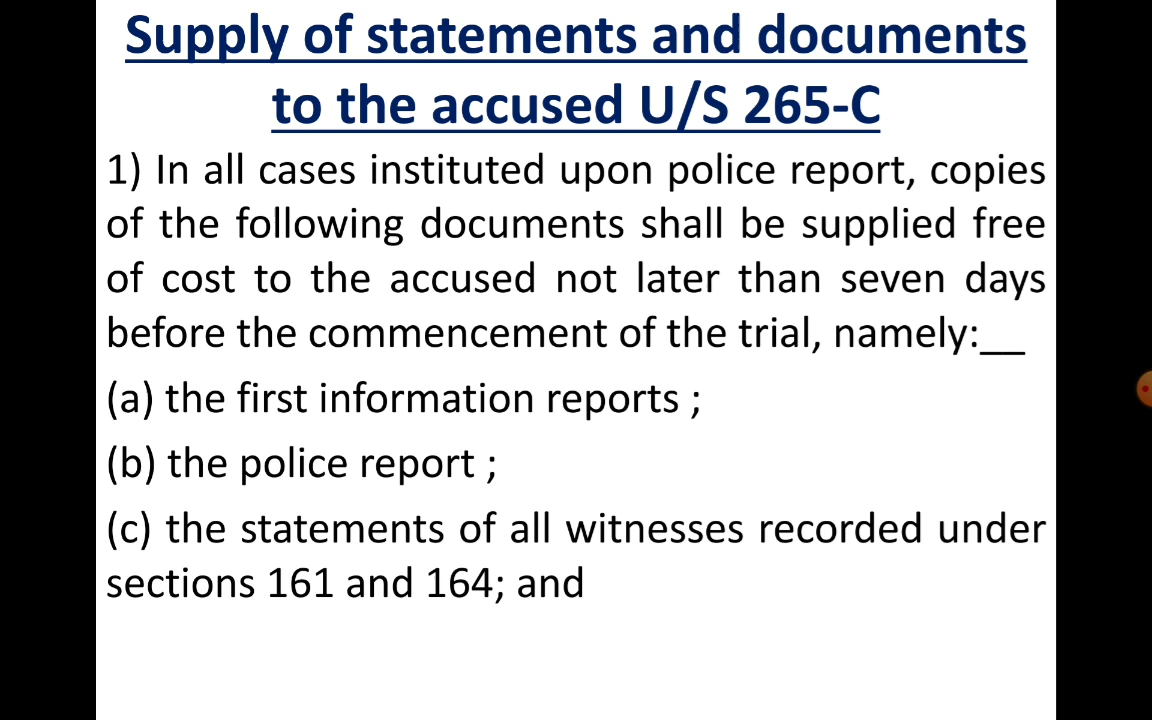 Supply of statements and documents
to the accused U/S 265-C
1) In all cases instituted upon police report, copies
of the following documents shall be supplied free
of cost to the accused not later than seven days
before the commencement of the trial, namely:__
(a) the first information reports ;
(b) the police report ;
(c) the statements of all witnesses recorded under
sections 161 and 164; and